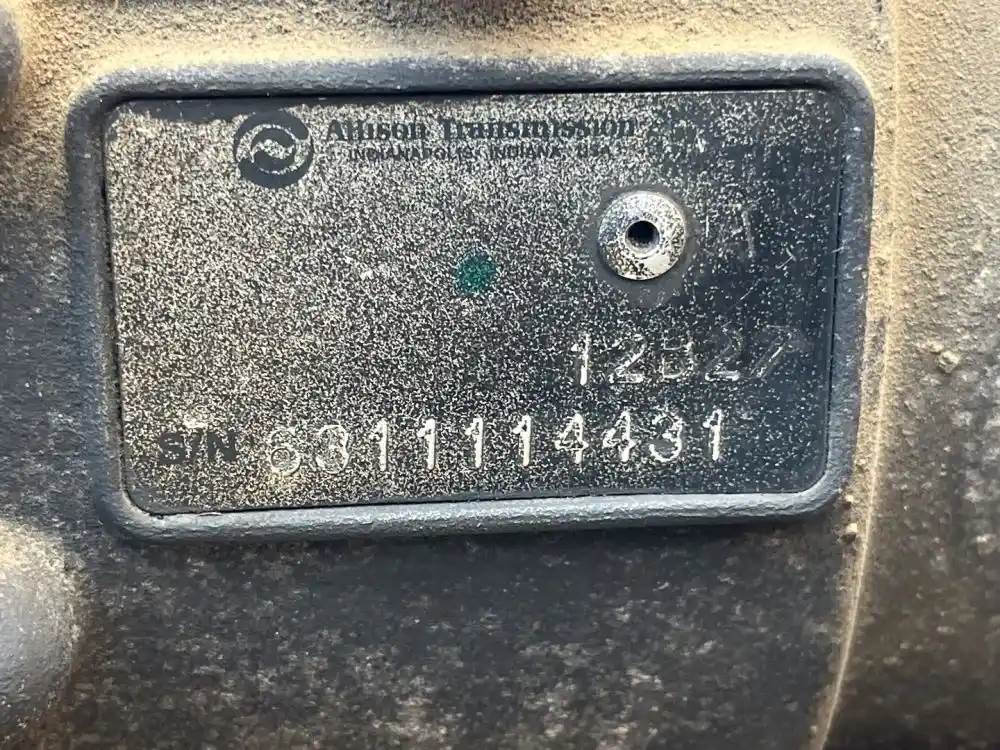 Allison Transmission
INDIANAPOLIS, INDIANA, USA
12B27
S/N 6311114431